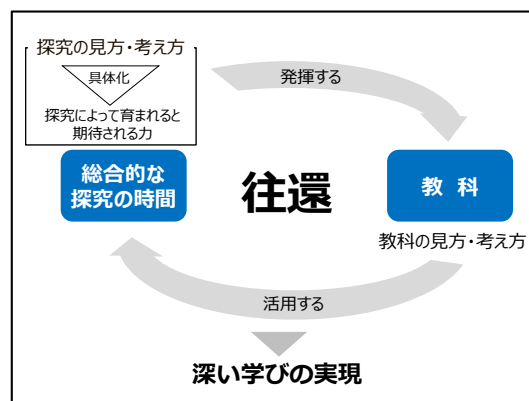 探究の見方・考え方
具体化
探究によって育まれると
期待される力
発揮する
総合的な
探究の時間
往還
教 科
教科の見方・考え方
活用する
深い学びの実現